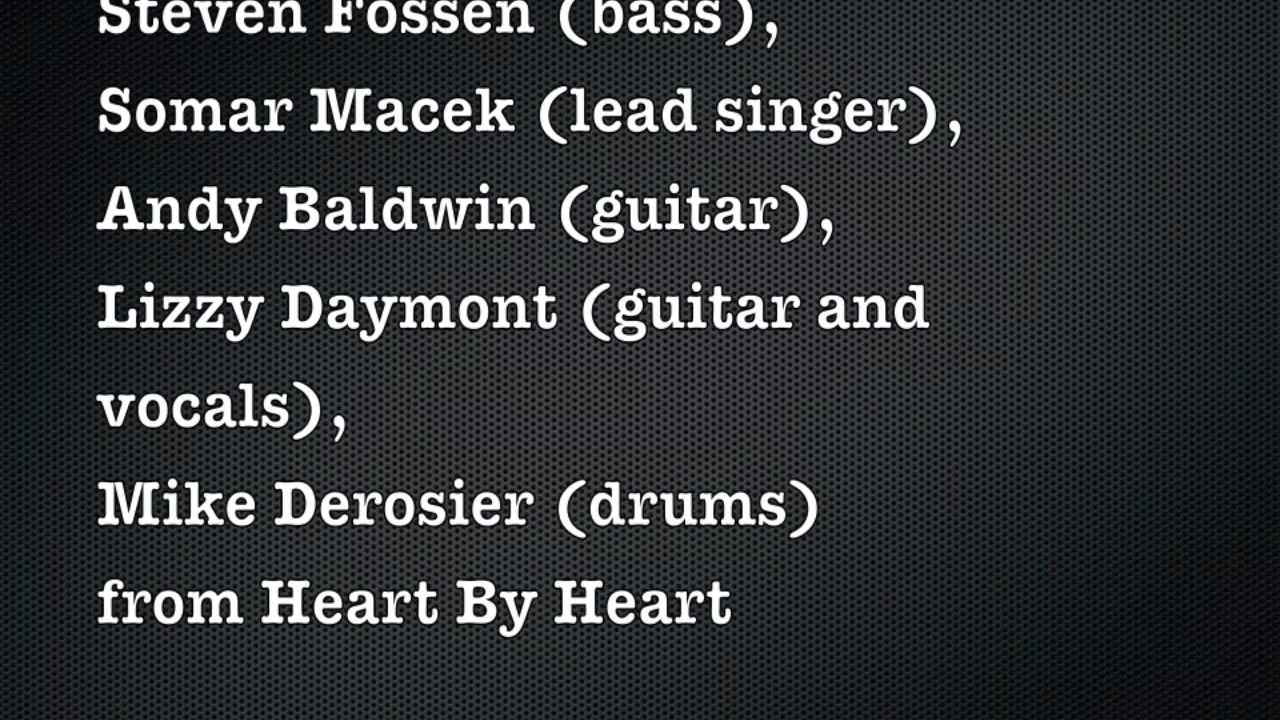 Steven Fossen (bass),
Somar Macek (lead singer),
Andy Baldwin (guitar),
Lizzy Daymont (guitar and
vocals),
Mike Derosier (drums)
from Heart By Heart